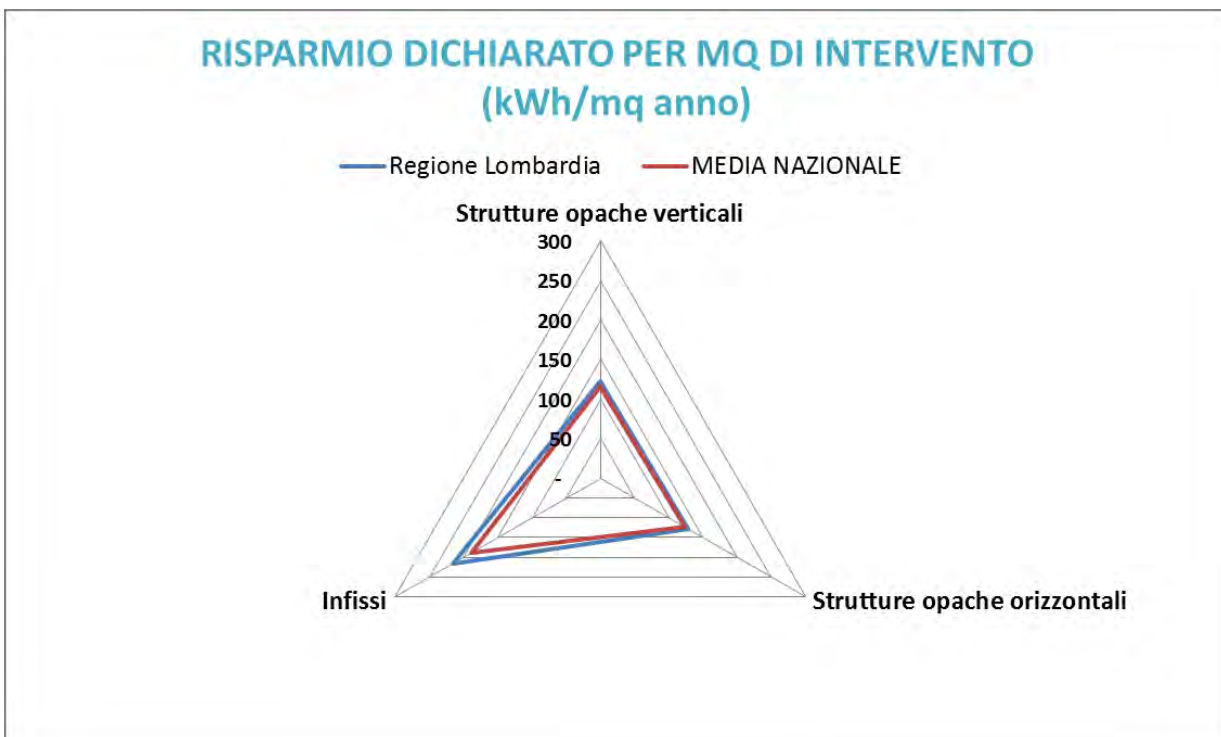 RISPARMIO DICHIARATO PER MQ DI INTERVENTO
(kWh/mq anno)
Regione Lombardia MEDIA NAZIONALE
Strutture opache verticali
300
250
200
150
100
50
-
Infissi
Strutture opache orizzontali